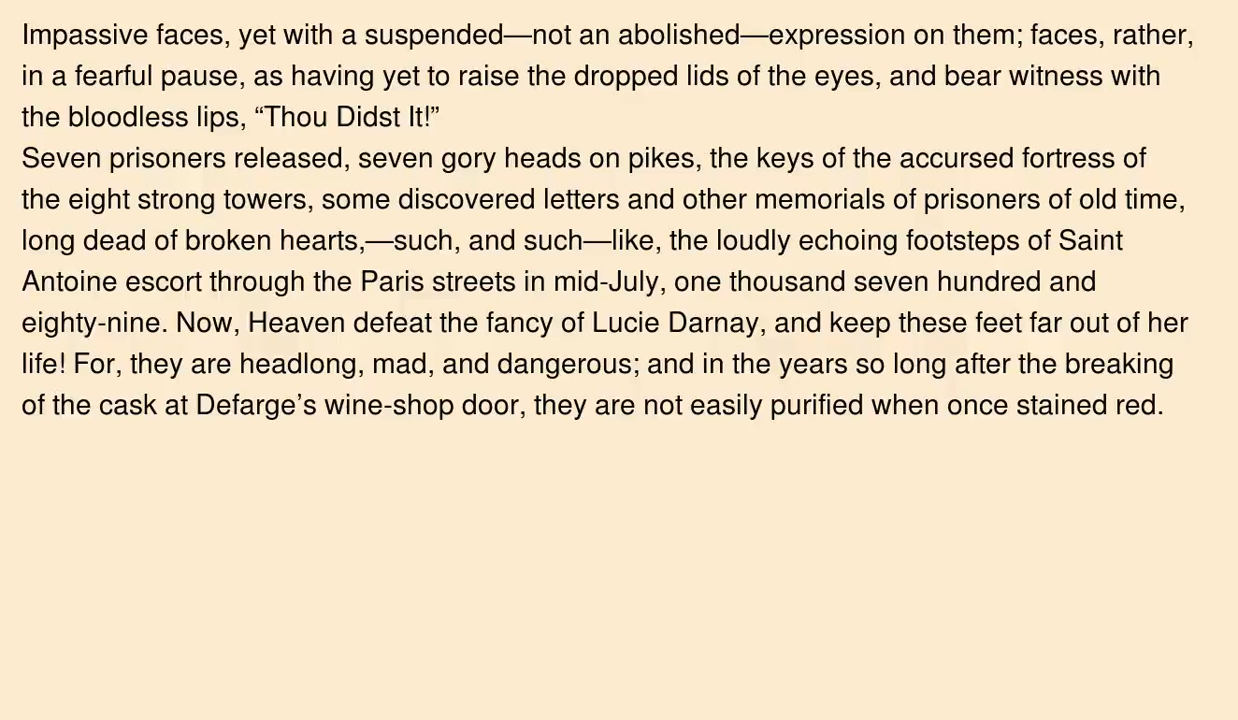 Impassive faces, yet with a suspended—not an abolished—expression on them; faces, rather,
in a fearful pause, as having yet to raise the dropped lids of the eyes, and bear witness with
the bloodless lips, “Thou Didst It!”
Seven prisoners released, seven gory heads on pikes, the keys of the accursed fortress of
the eight strong towers, some discovered letters and other memorials of prisoners of old time,
long dead of broken hearts,—such, and such—like, the loudly echoing footsteps of Saint
Antoine escort through the Paris streets in mid-July, one thousand seven hundred and
eighty-nine. Now, Heaven defeat the fancy of Lucie Darnay, and keep these feet far out of her
life! For, they are headlong, mad, and dangerous; and in the years so long after the breaking
of the cask at Defarge’s wine-shop door, they are not easily purified when once stained red.